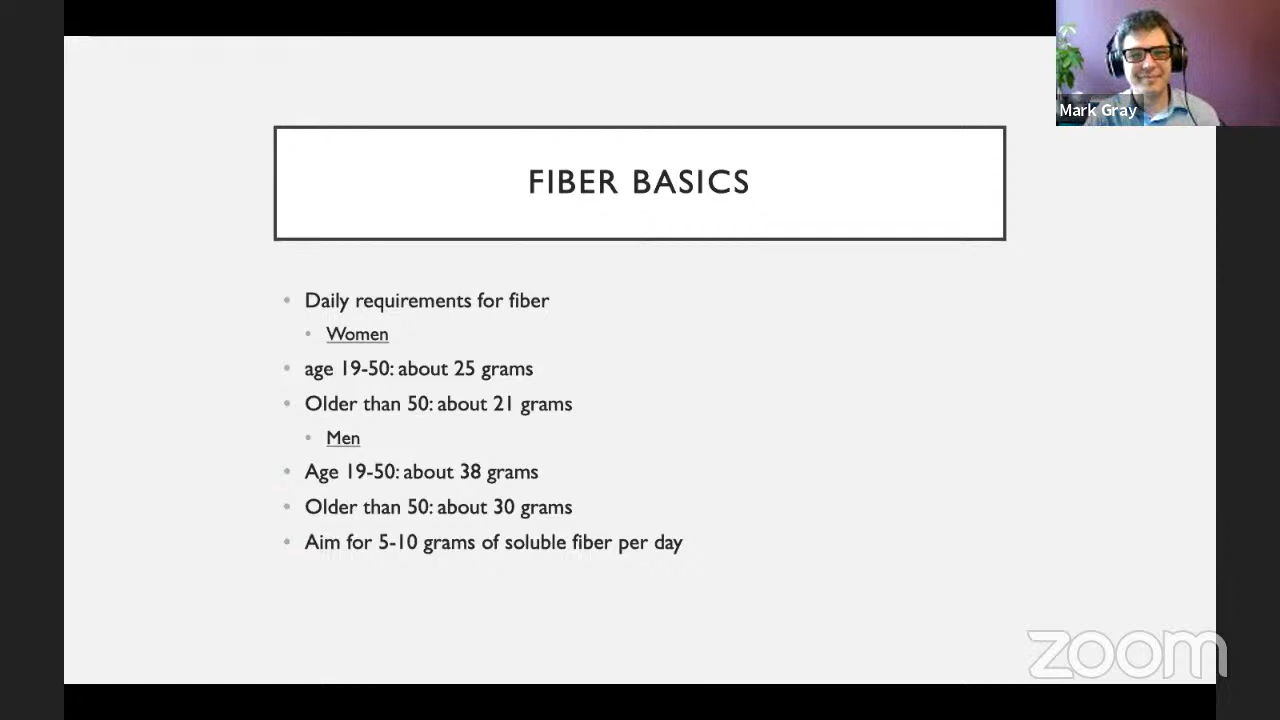 Mark Gray
FIBER BASICS
Daily requirements for fiber
Women
age 19-50: about 25 grams
Older than 50: about 21 grams
Men
Age 19-50: about 38 grams
Older than 50: about 30 grams
Aim for 5-10 grams of soluble fiber per day
zoom